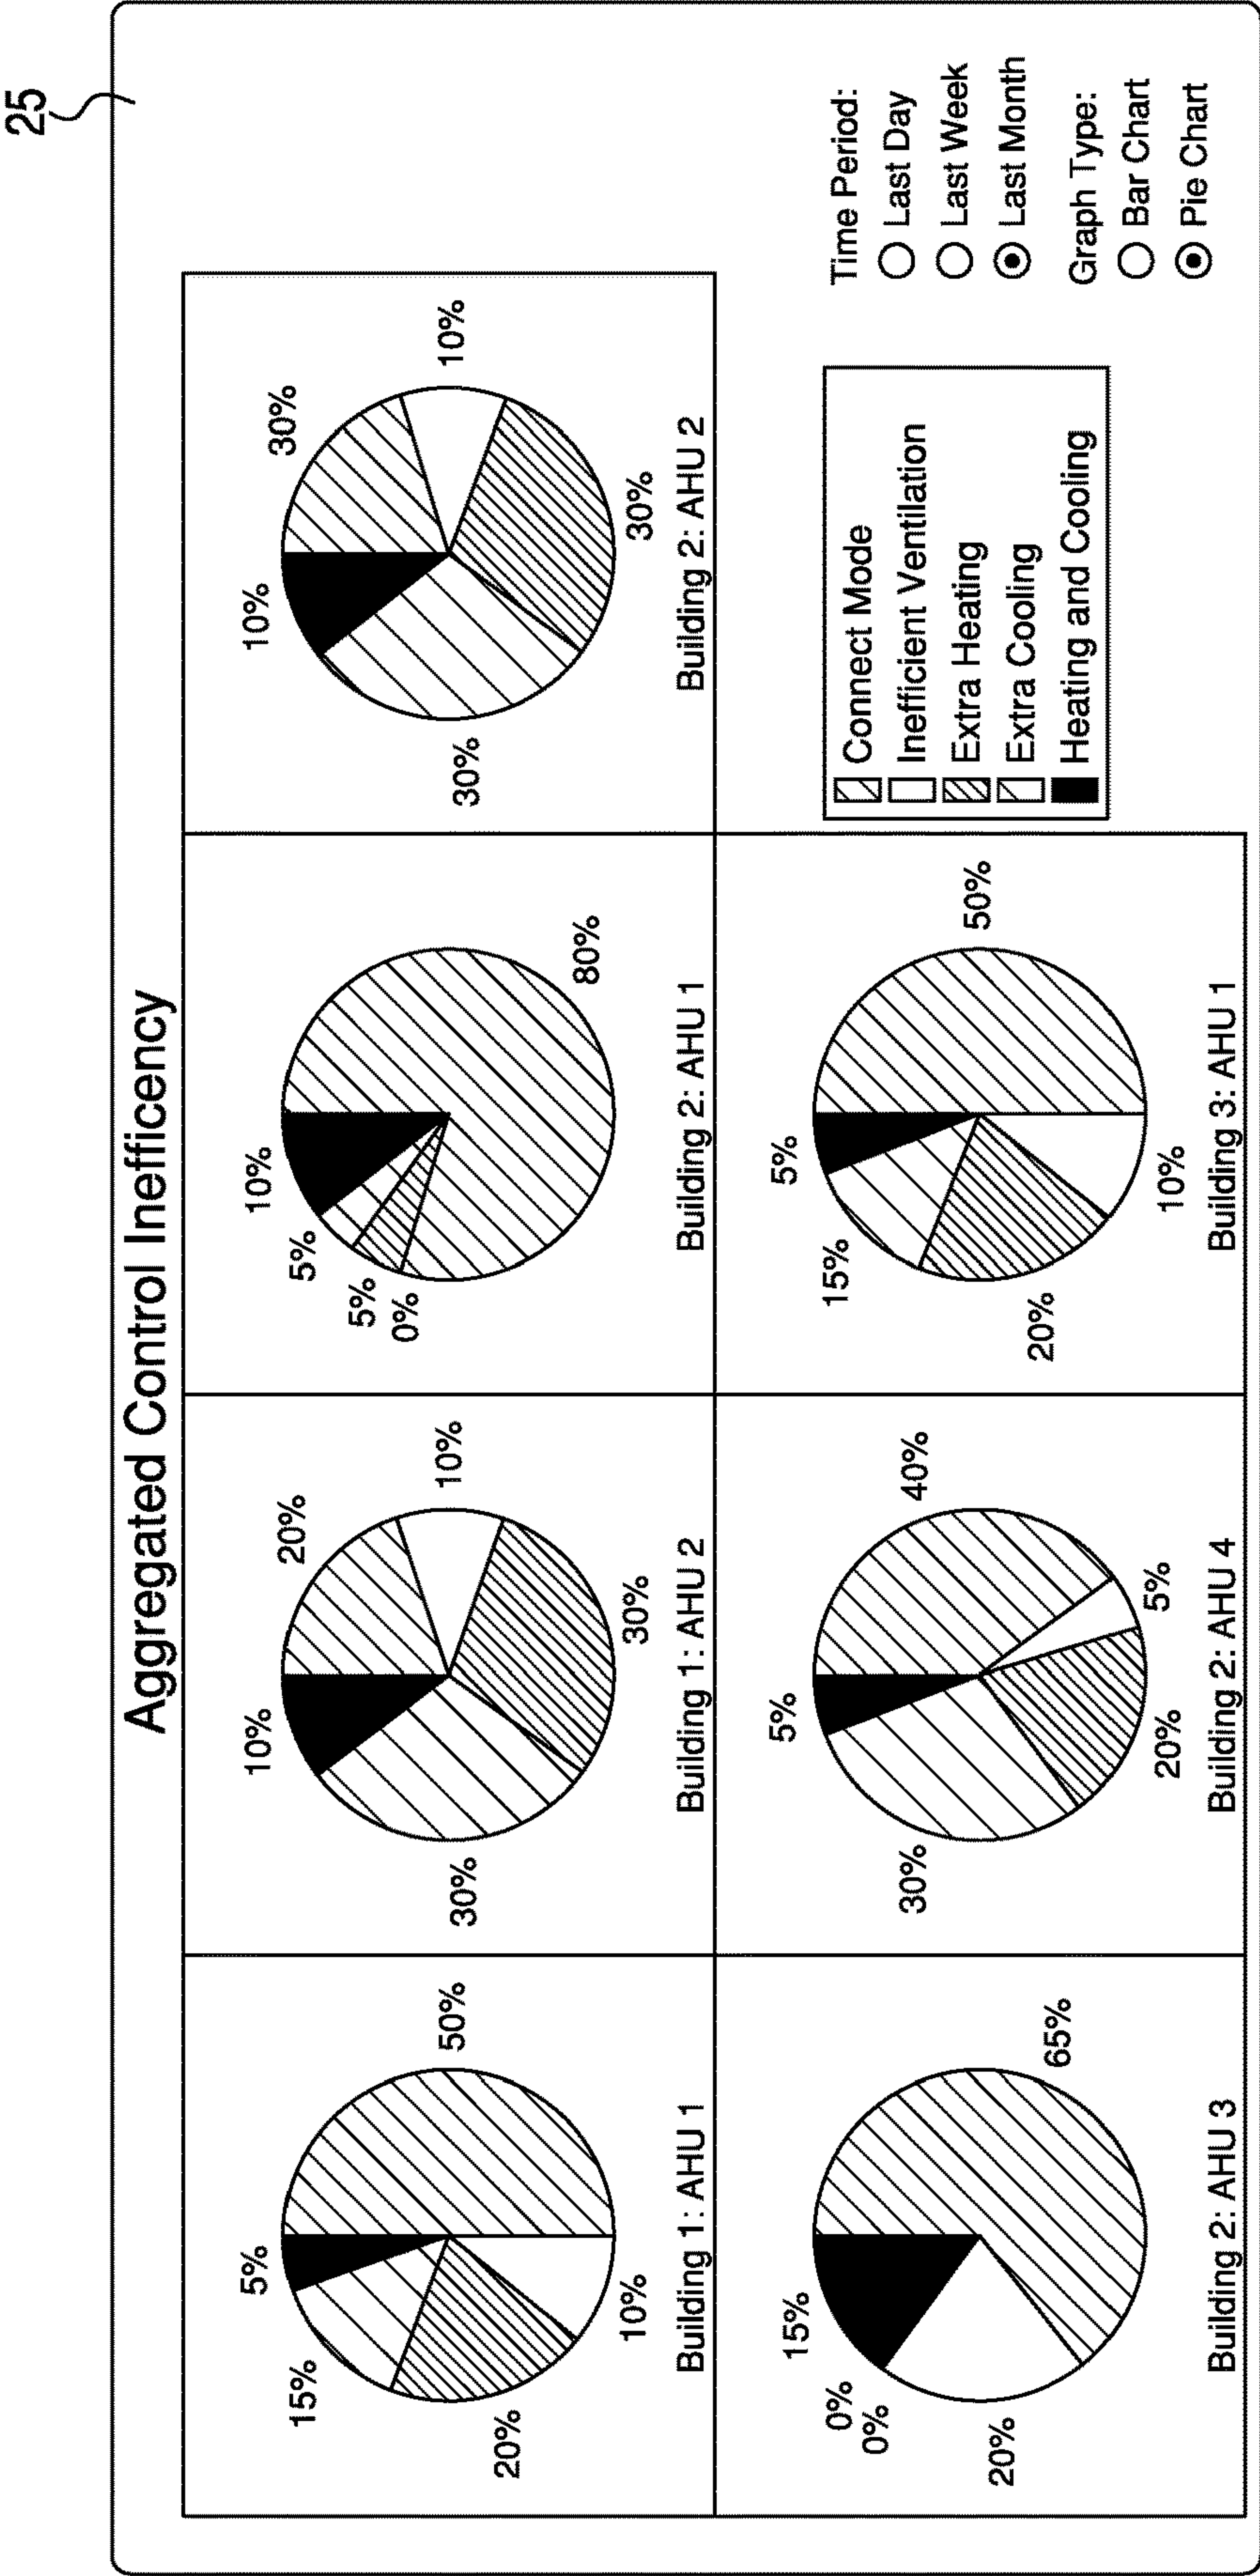 25
Aggregated Control Inefficency
5%
50%
15%
20%
10%
Building 1: AHU 1
10%
20%
10%
30%
30%
Building 1: AHU 2
10%
5%
5%
0%
80%
Building 2: AHU 1
10%
30%
10%
30%
30%
Building 2: AHU 2
15%
0%
0%
20%
65%
Building 2: AHU 3
5%
40%
30%
5%
20%
Building 2: AHU 4
5%
50%
15%
20%
10%
Building 3: AHU 1
Connect Mode
Inefficient Ventilation
Extra Heating
Extra Cooling
Heating and Cooling
Time Period:
Last Day
Last Week
Last Month
Graph Type:
Bar Chart
Pie Chart